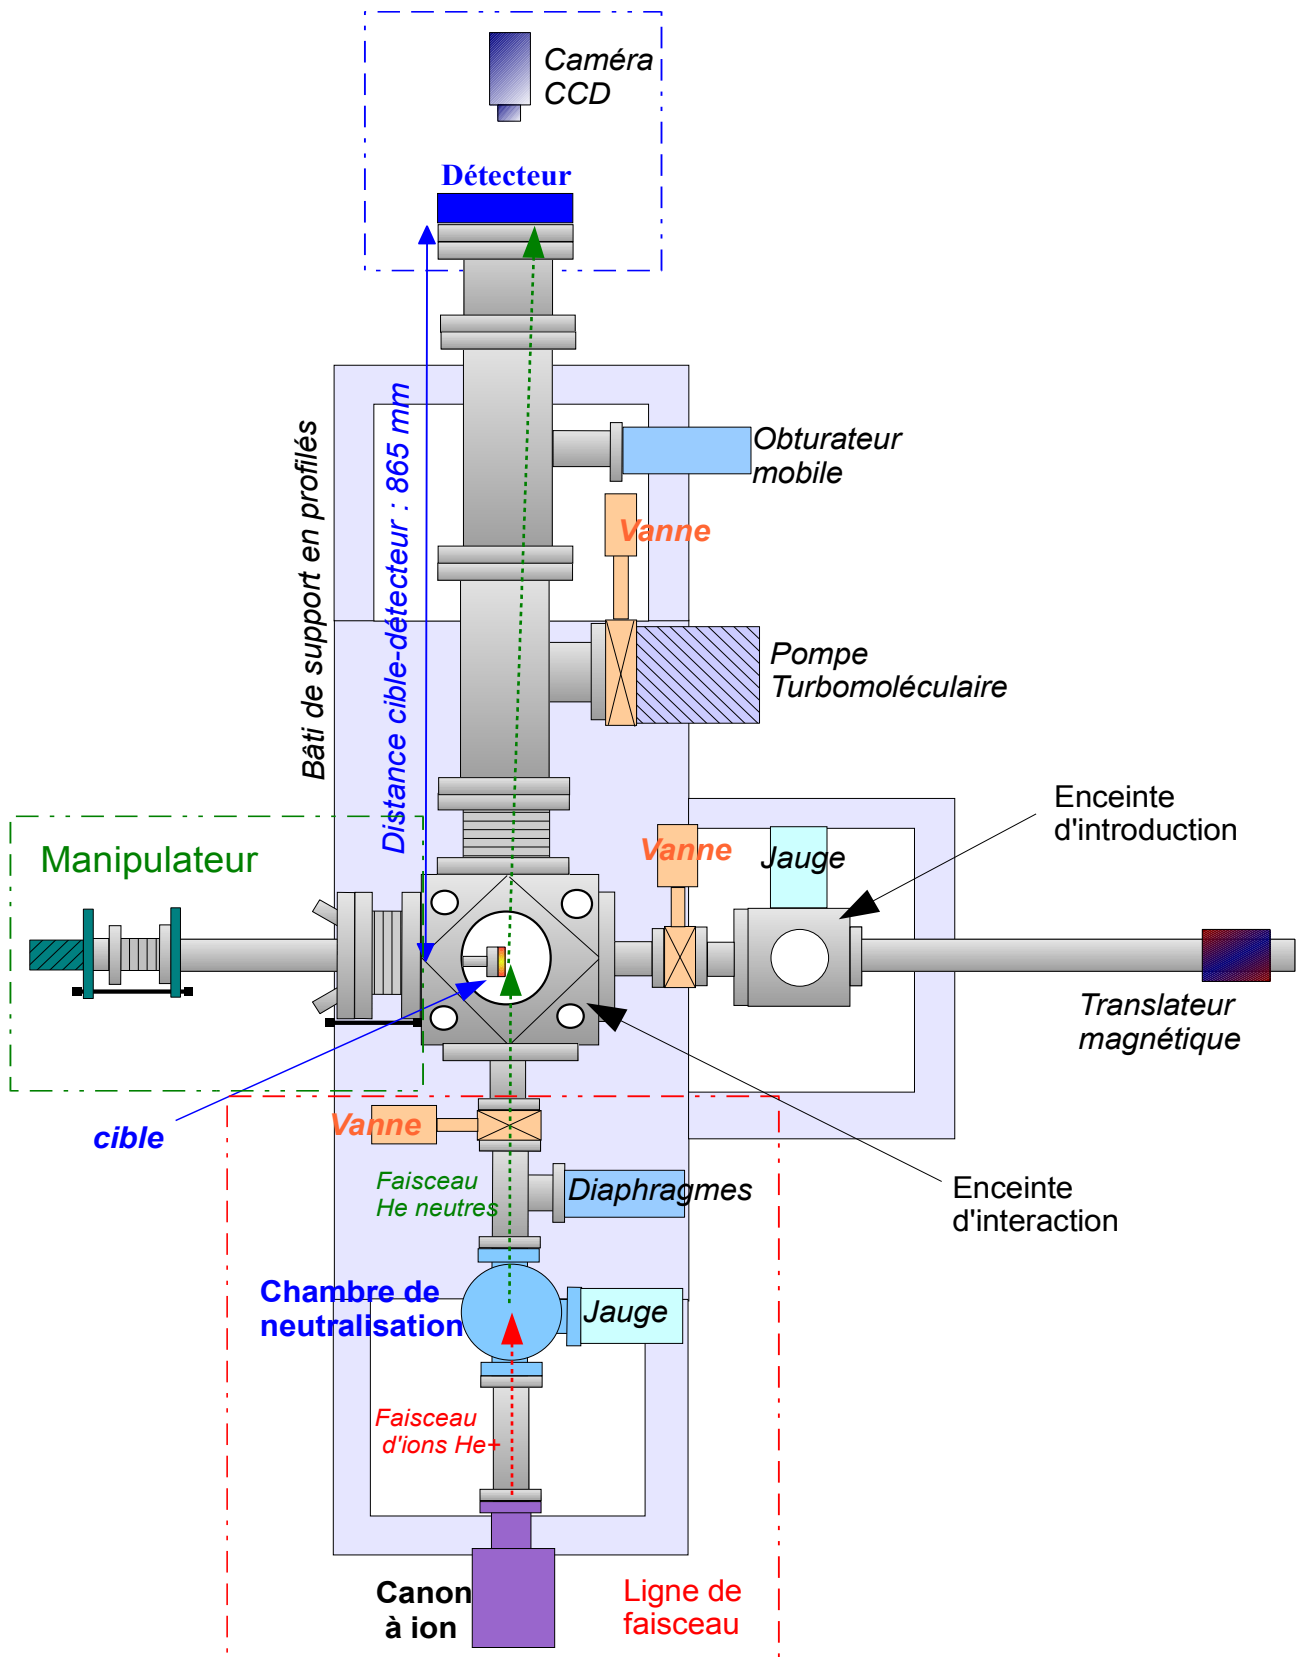 Caméra
CCD
Détecteur
Bâti de support en profilés
Distance cible-détecteur : 865 mm
Obturateur
mobile
Vanne
Pompe
Turbomoléculaire
Enceinte
d'introduction
Manipulateur
Vanne
Jauge
Translateur
magnétique
cible
Vanne
Faisceau
He neutres
Diaphragmes
Enceinte
d'interaction
Chambre de
neutralisation
Jauge
Faisceau
d'ions He+
Canon
à ion
Ligne de
faisceau